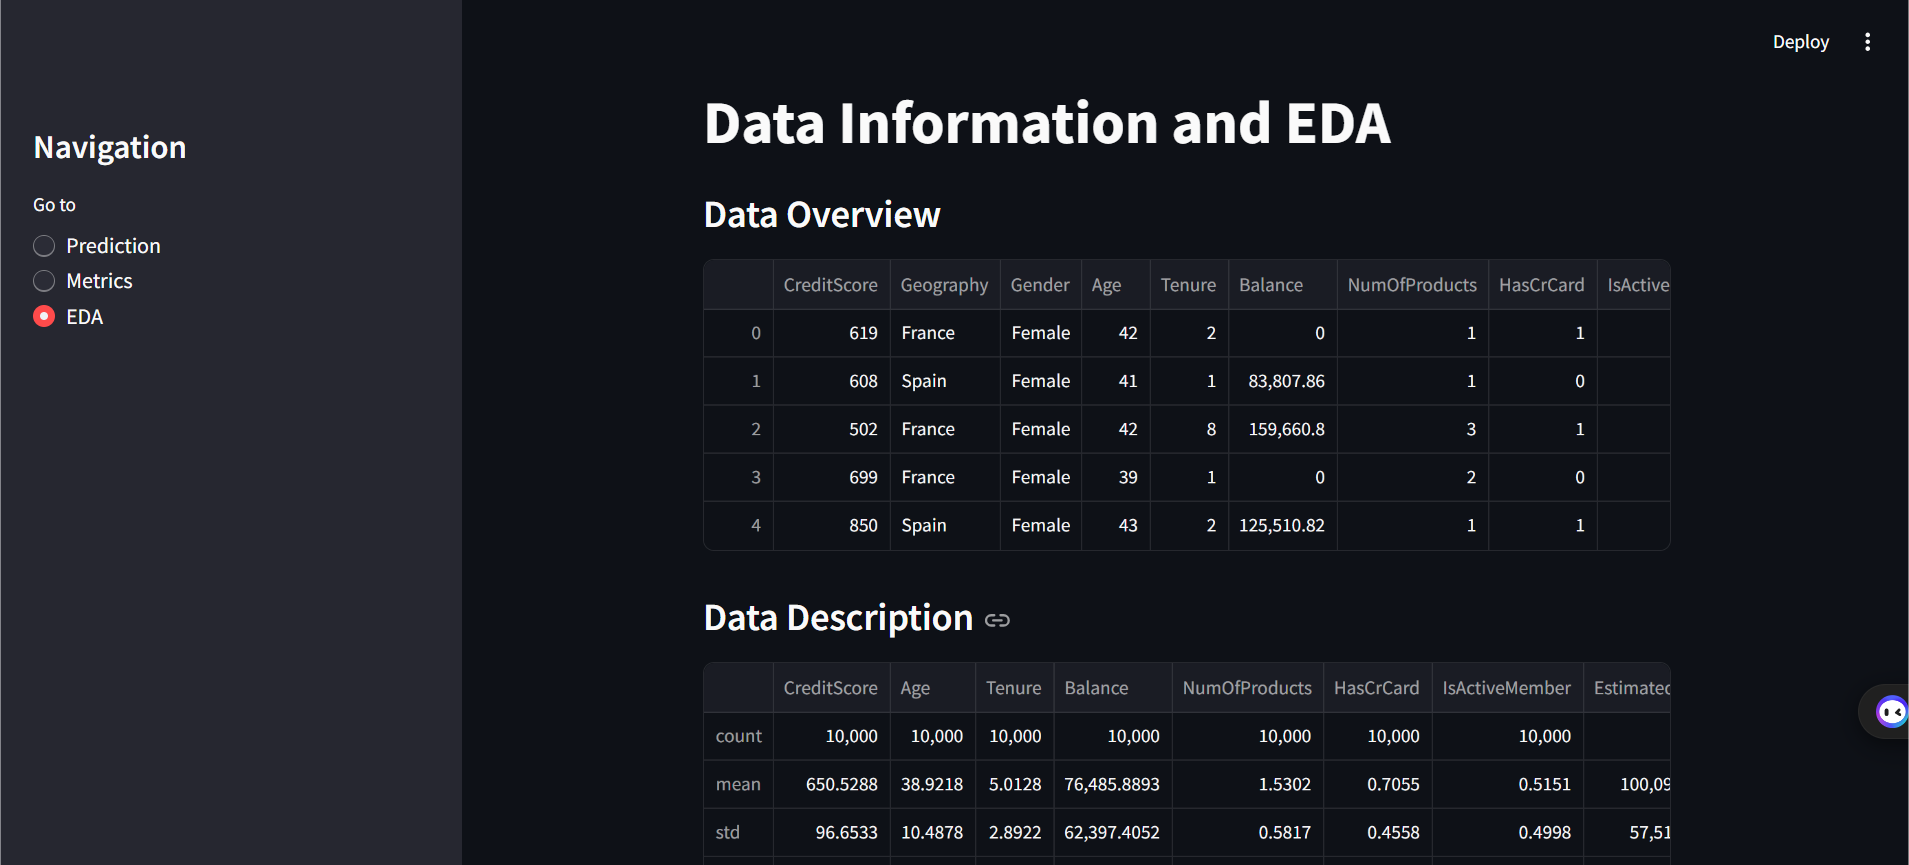 Deploy
Navigation
Go to
Prediction
Metrics
EDA
Data Information and EDA
Data Overview
CreditScore Geography Gender Age Tenure Balance NumOfProducts HasCrCard IsActive
0 619 France Female 42 2 0 1 1
1 608 Spain Female 41 1 83,807.86 1 0
2 502 France Female 42 8 159,660.8 3 1
3 699 France Female 39 1 0 2 0
4 850 Spain Female 43 2 125,510.82 1 1
Data Description
CreditScore Age Tenure Balance NumOfProducts HasCrCard IsActiveMember Estimated
count 10,000 10,000 10,000 10,000 10,000 10,000 10,000
mean 650.5288 38.9218 5.0128 76,485.8893 1.5302 0.7055 0.5151 100,09
std 96.6533 10.4878 2.8922 62,397.4052 0.5817 0.4558 0.4998 57,51